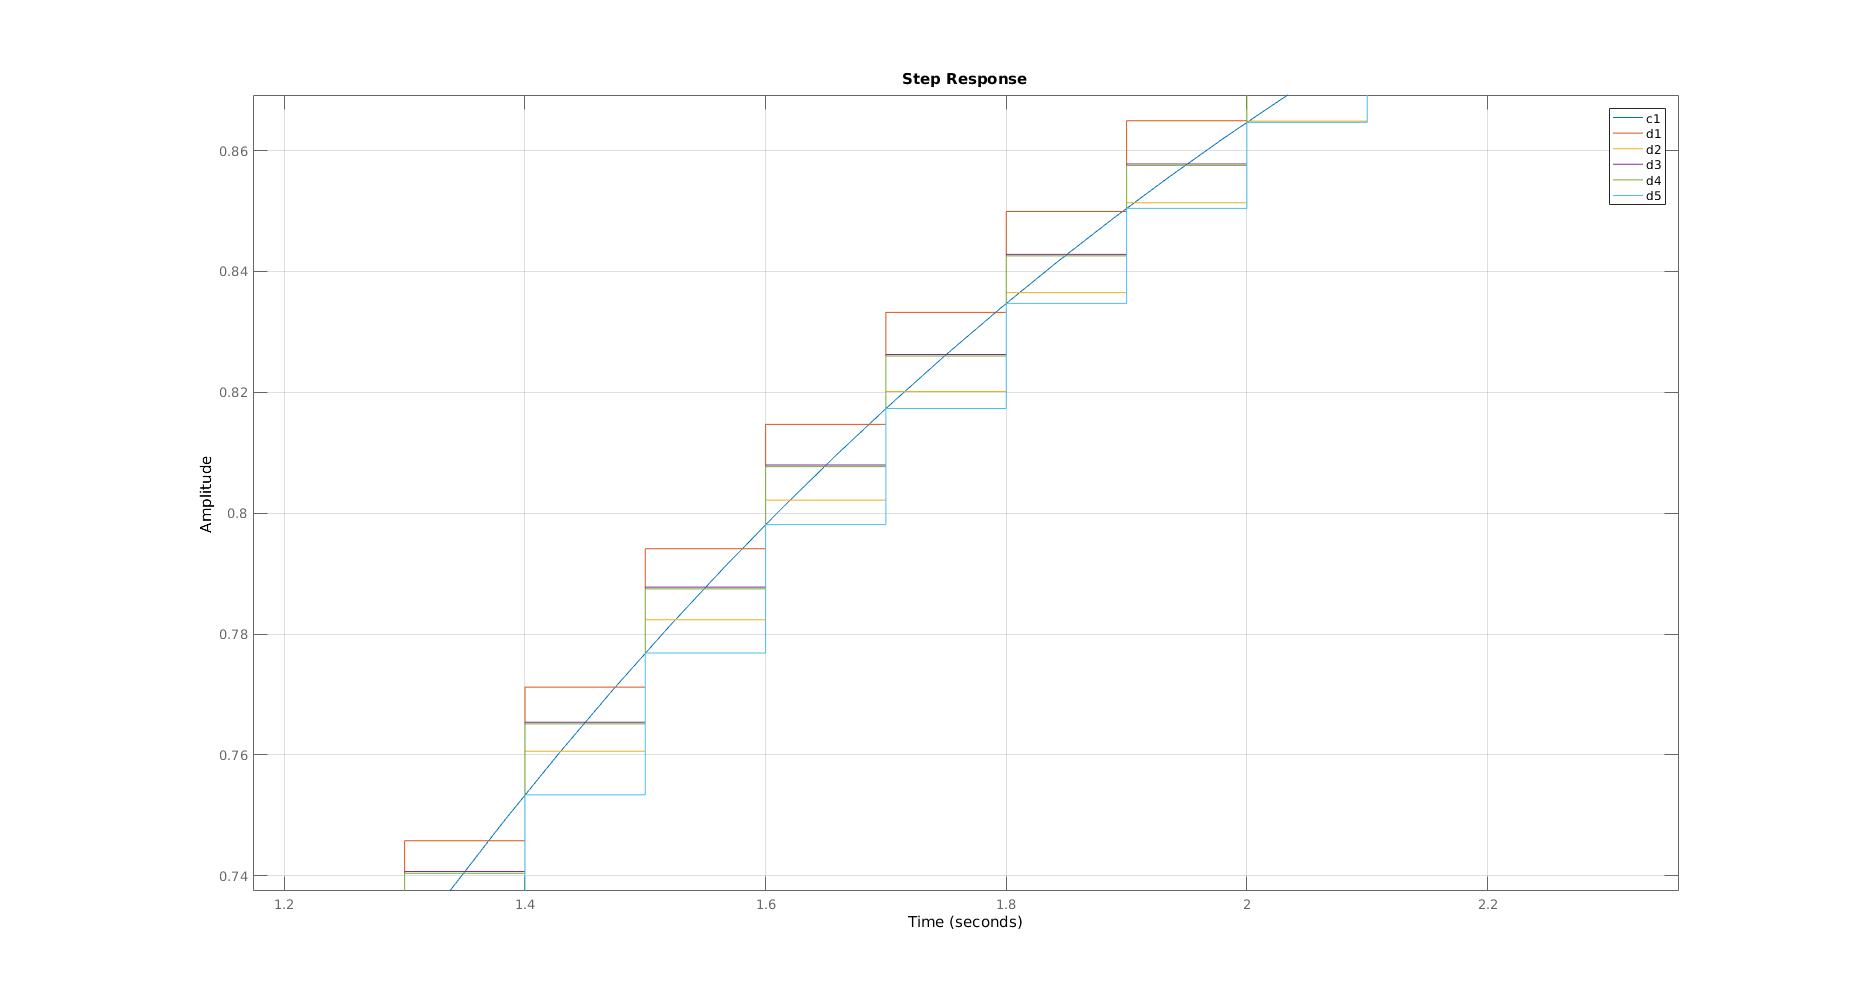 Step Response
c1
d1
d2
d3
d4
d5
0.86
0.84
0.82
0.8
0.78
0.76
0.74
Amplitude
1.2 1.4 1.6 1.8 2 2.2
Time (seconds)